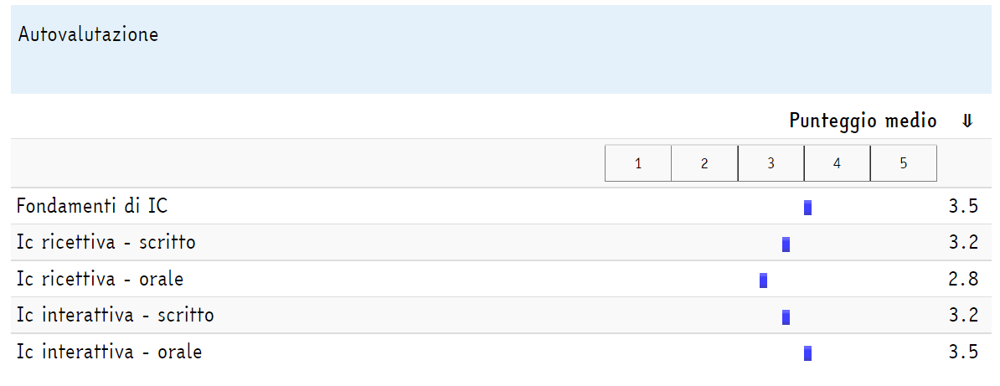 Autovalutazione
Punteggio medio ⇓
1 2 3 4 5
Fondamenti di IC 3.5
Ic ricettiva - scritto 3.2
Ic ricettiva - orale 2.8
Ic interattiva - scritto 3.2
Ic interattiva - orale 3.5